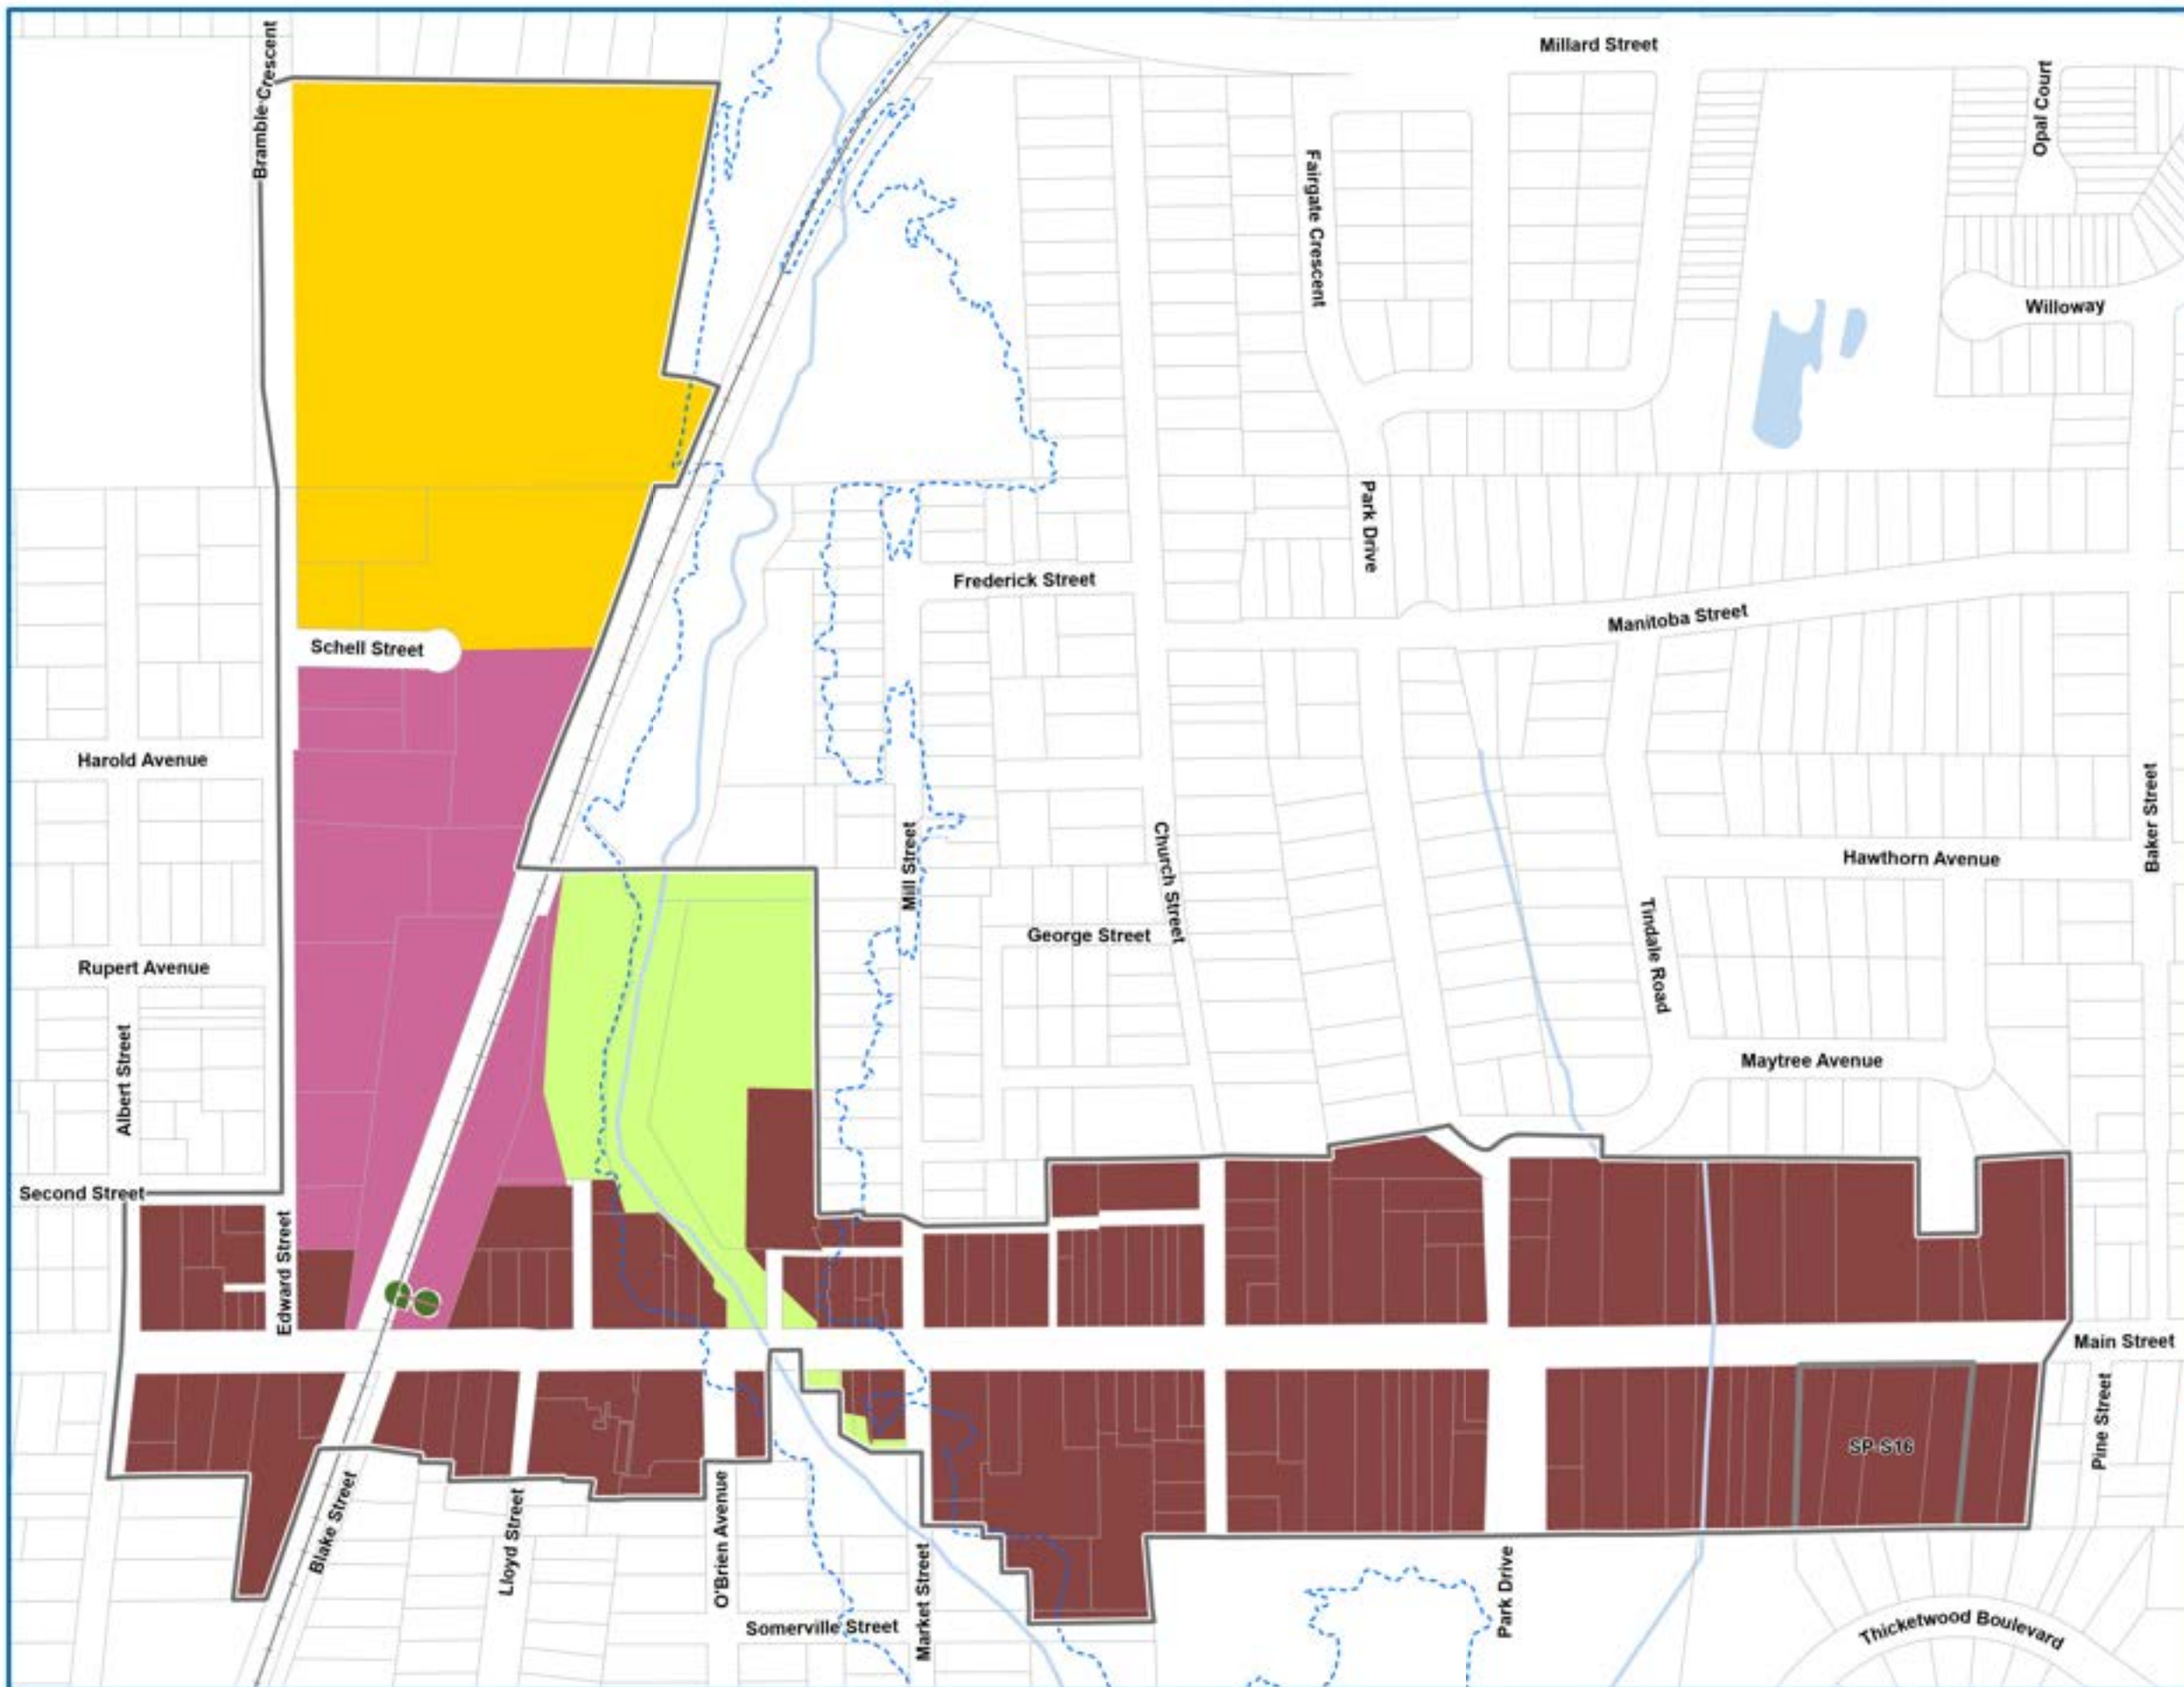 Millard Street
Bramble Crescent
Opal Court
Fairgate Crescent
Willoway
Park Drive
Frederick Street
Manitoba Street
Schell Street
Harold Avenue
Baker Street
Mill Street
Church Street
Hawthorn Avenue
George Street
Tindale Road
Rupert Avenue
Albert Street
Maytree Avenue
Second Street
Edward Street
Main Street
Pine Street
SP-S16
Blake Street
Lloyd Street
O'Brien Avenue
Market Street
Park Drive
Somerville Street
Thicketwood Boulevard